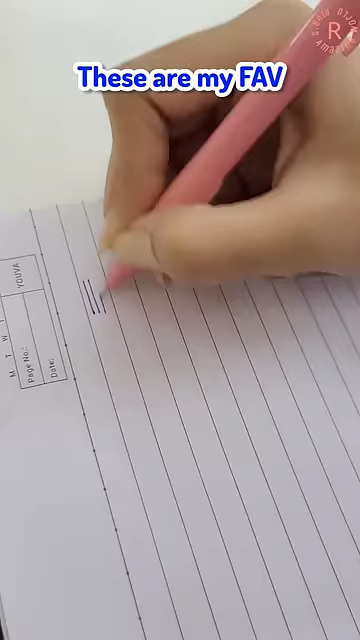 These are my FAV
R
M T W T
Page No.:
Date:
YOUVA